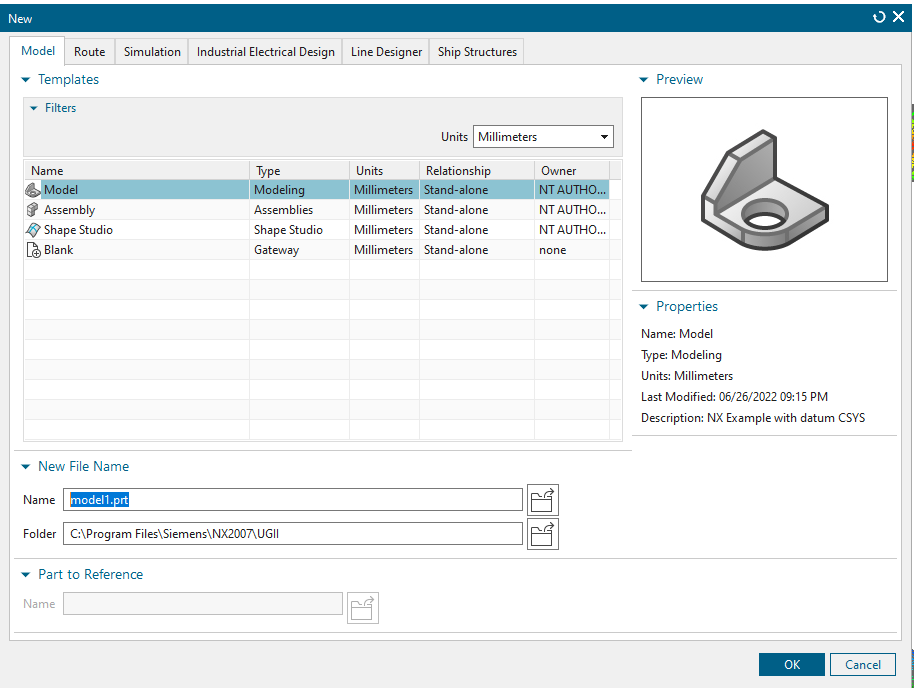 New
Model Route Simulation Industrial Electrical Design Line Designer Ship Structures
Templates
Filters
Units Millimeters
Name Type Units Relationship Owner
Model Modeling Millimeters Stand-alone NT AUTHO...
Assembly Assemblies Millimeters Stand-alone NT AUTHO...
Shape Studio Shape Studio Millimeters Stand-alone NT AUTHO...
Blank Gateway Millimeters Stand-alone none
Preview
Properties
Name: Model
Type: Modeling
Units: Millimeters
Last Modified: 06/26/2022 09:15 PM
Description: NX Example with datum CSYS
New File Name
Name model1.prt
Folder C:\Program Files\Siemens\NX2007\UGII
Part to Reference
Name
OK Cancel